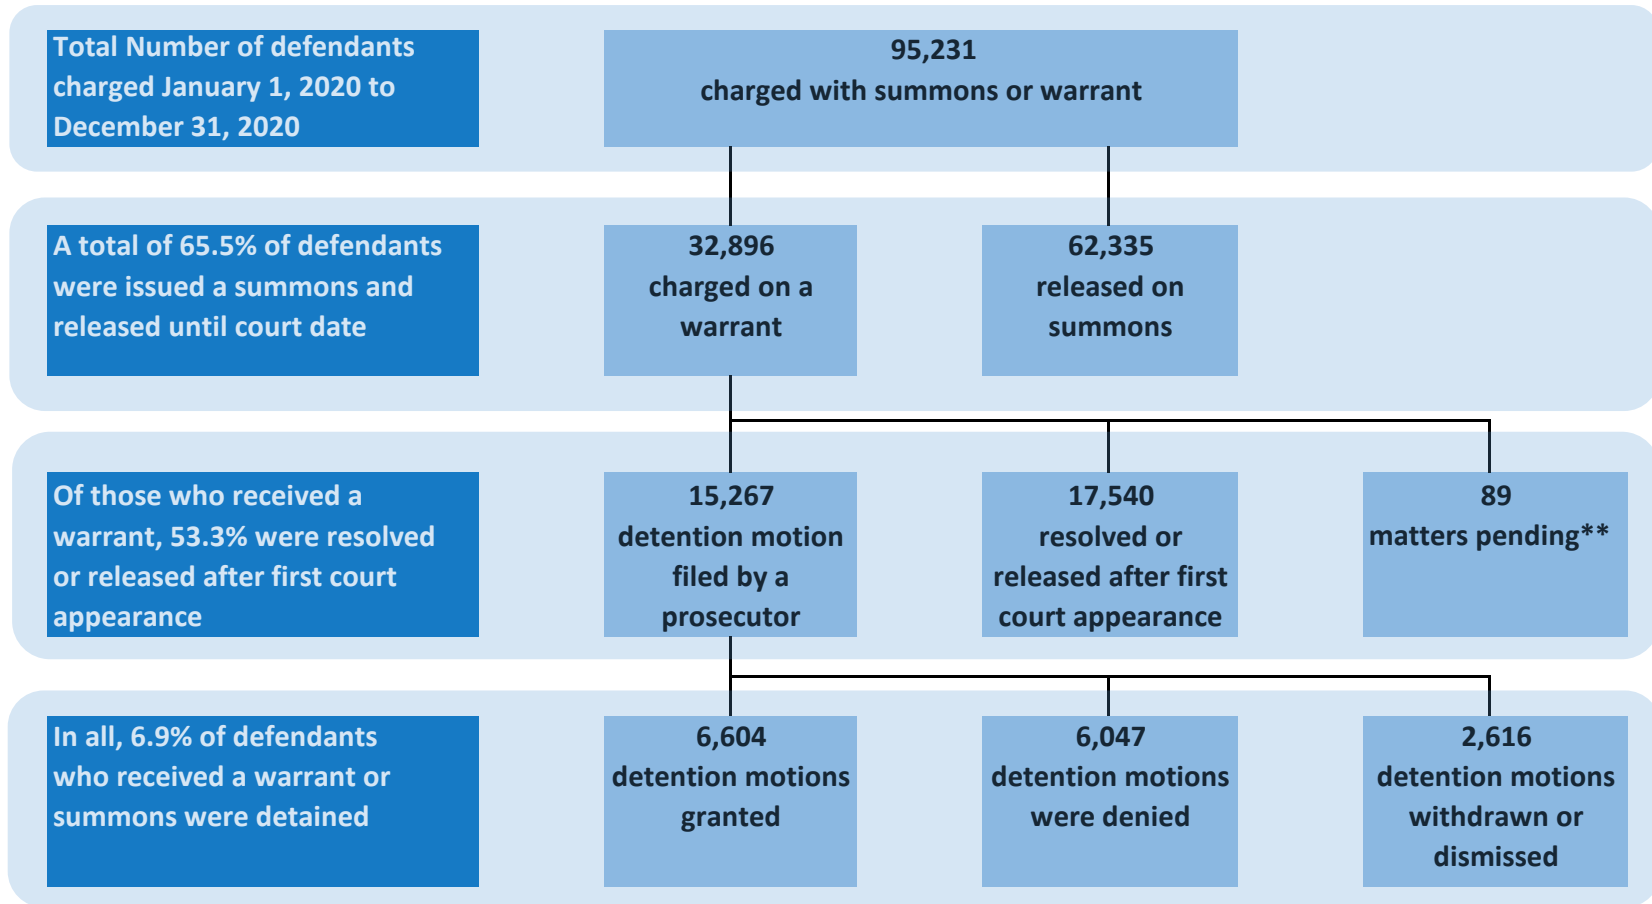 Total Number of defendants
charged January 1, 2020 to
December 31, 2020
95,231
charged with summons or warrant
A total of 65.5% of defendants
were issued a summons and
released until court date
32,896
charged on a
warrant
62,335
released on
summons
Of those who received a
warrant, 53.3% were resolved
or released after first court
appearance
15,267
detention motion
filed by a
prosecutor
17,540
resolved or
released after first
court appearance
89
matters pending**
In all, 6.9% of defendants
who received a warrant or
summons were detained
6,604
detention motions
granted
6,047
detention motions
were denied
2,616
detention motions
withdrawn or
dismissed